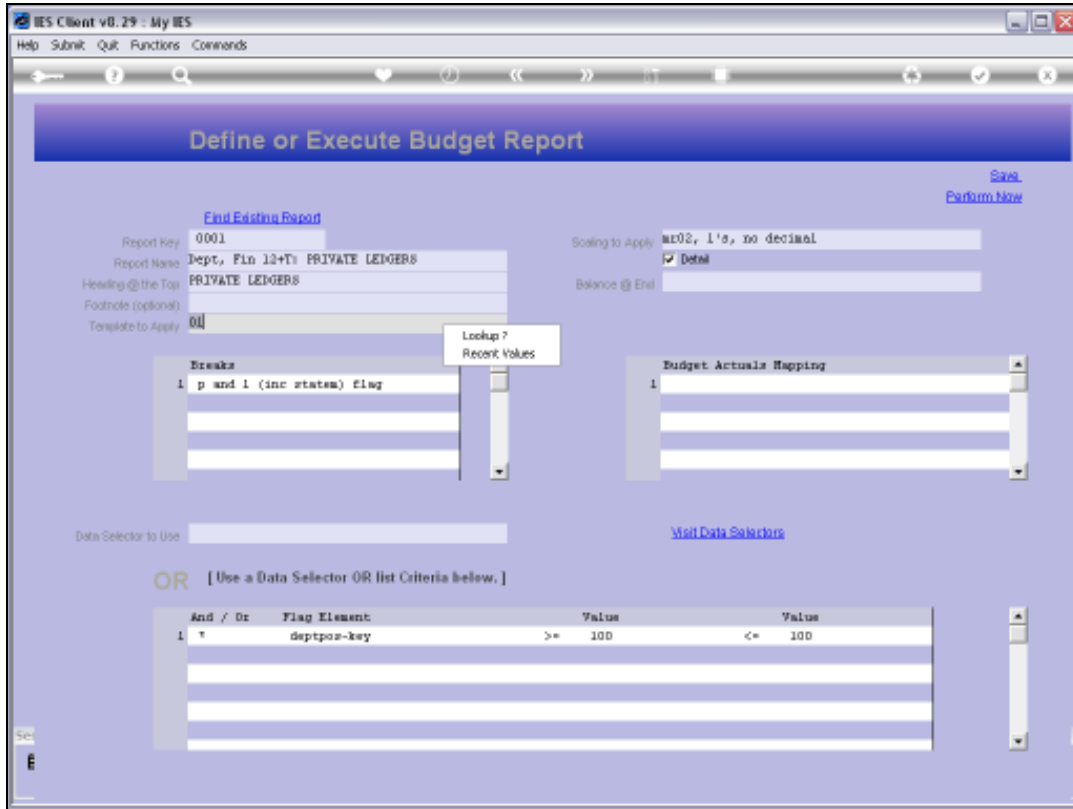 IES Client v8.29 : My IES
Help Submit Quit Functions Commands
Define or Execute Budget Report
Save
Perform Now
Find Existing Report
Report Key 0001
Scaling to Apply mr02, 1's, no decimal
Report Name Dept, Fin 12+T: PRIVATE LEDGERS
Detail
Heading @ the Top PRIVATE LEDGERS
Balance @ End
Footnote (optional)
Template to Apply 01
Lookup ?
Recent Values
Breaks
1 p and l (inc statem) flag
Budget Actuals Mapping
1
Data Selector to Use
Visit Data Selectors
OR [ Use a Data Selector OR list Criteria below. ]
And / Or Flag Element Value Value
1 deptpos-key >= 100 <= 100